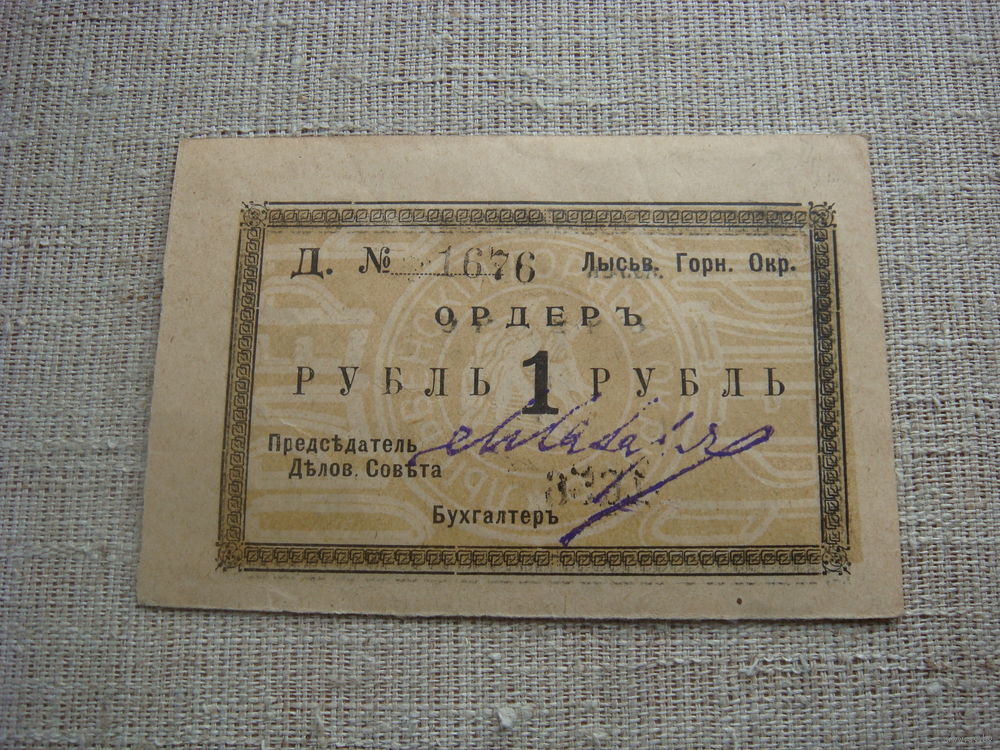 Д. № 1676 Лысьв. Горн. Окр.
ОРДЕРЪ
РУБЛЬ 1 РУБЛЬ
Предсѣдатель
Дѣлов. Совѣта
Бухгалтеръ